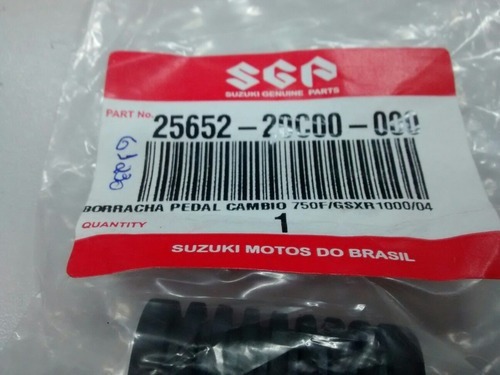 SGP
SUZUKI GENUINE PARTS
PART No. 25652-20C00-000
BORRACHA PEDAL CAMBIO 750F/GSXR1000/04
QUANTITY 1
SUZUKI MOTOS DO BRASIL